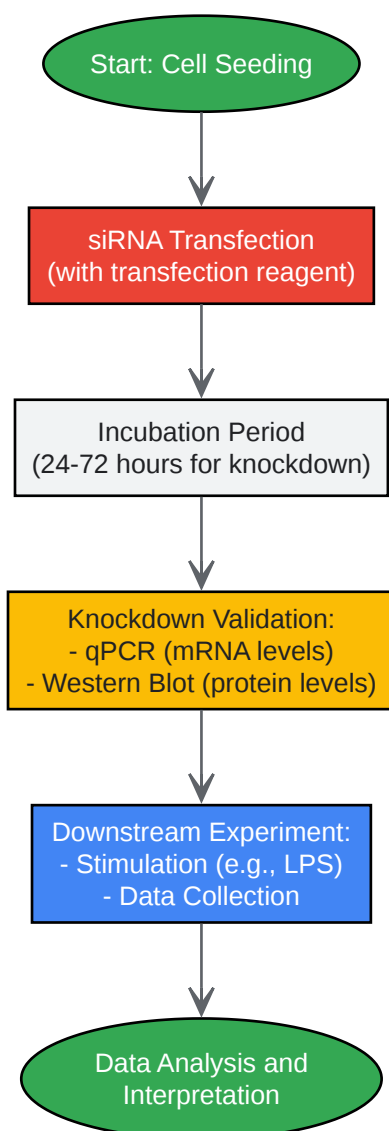 Start: Cell Seeding
siRNA Transfection
(with transfection reagent)
Incubation Period
(24-72 hours for knockdown)
Knockdown Validation:
- qPCR (mRNA levels)
- Western Blot (protein levels)
Downstream Experiment:
- Stimulation (e.g., LPS)
- Data Collection
Data Analysis and
Interpretation